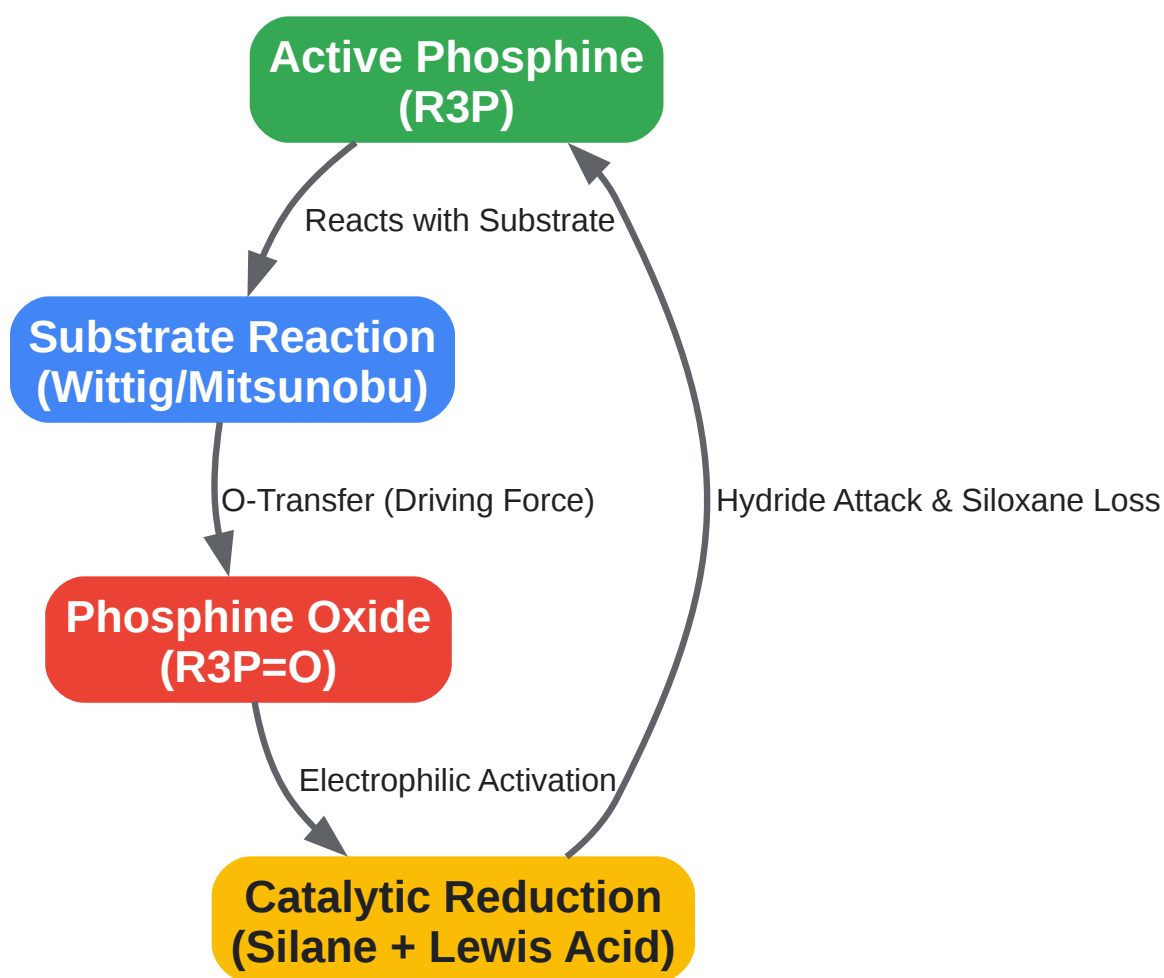 Active Phosphine
(R3P)
Reacts with Substrate
Substrate Reaction
(Wittig/Mitsunobu)
O-Transfer (Driving Force)
Hydride Attack & Siloxane Loss
Phosphine Oxide
(R3P=O)
Electrophilic Activation
Catalytic Reduction
(Silane + Lewis Acid)